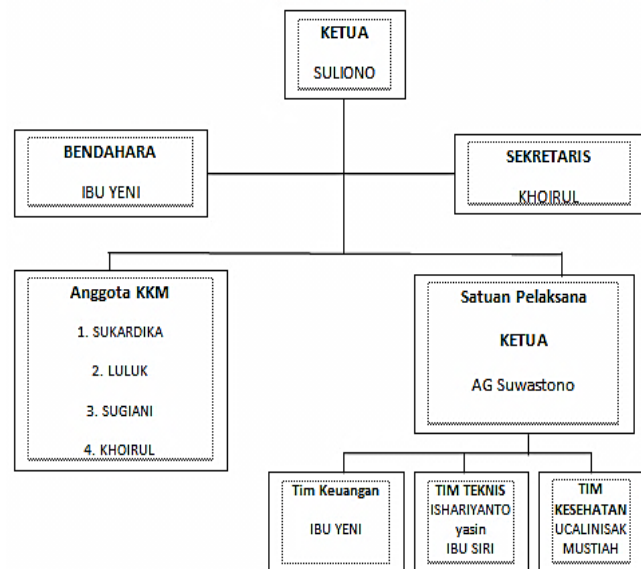 KETUA
SULIONO
BENDAHARA
IBU YENI
SEKRETARIS
KHOIRUL
Anggota KKM
1. SUKARDIKA
2. LULUK
3. SUGIANI
4. KHOIRUL
Satuan Pelaksana
KETUA
AG Suwastono
Tim Keuangan
IBU YENI
TIM TEKNIS
ISHARIYANTO
yasin
IBU SIRI
TIM
KESEHATAN
UCALINISAK
MUSTIAH